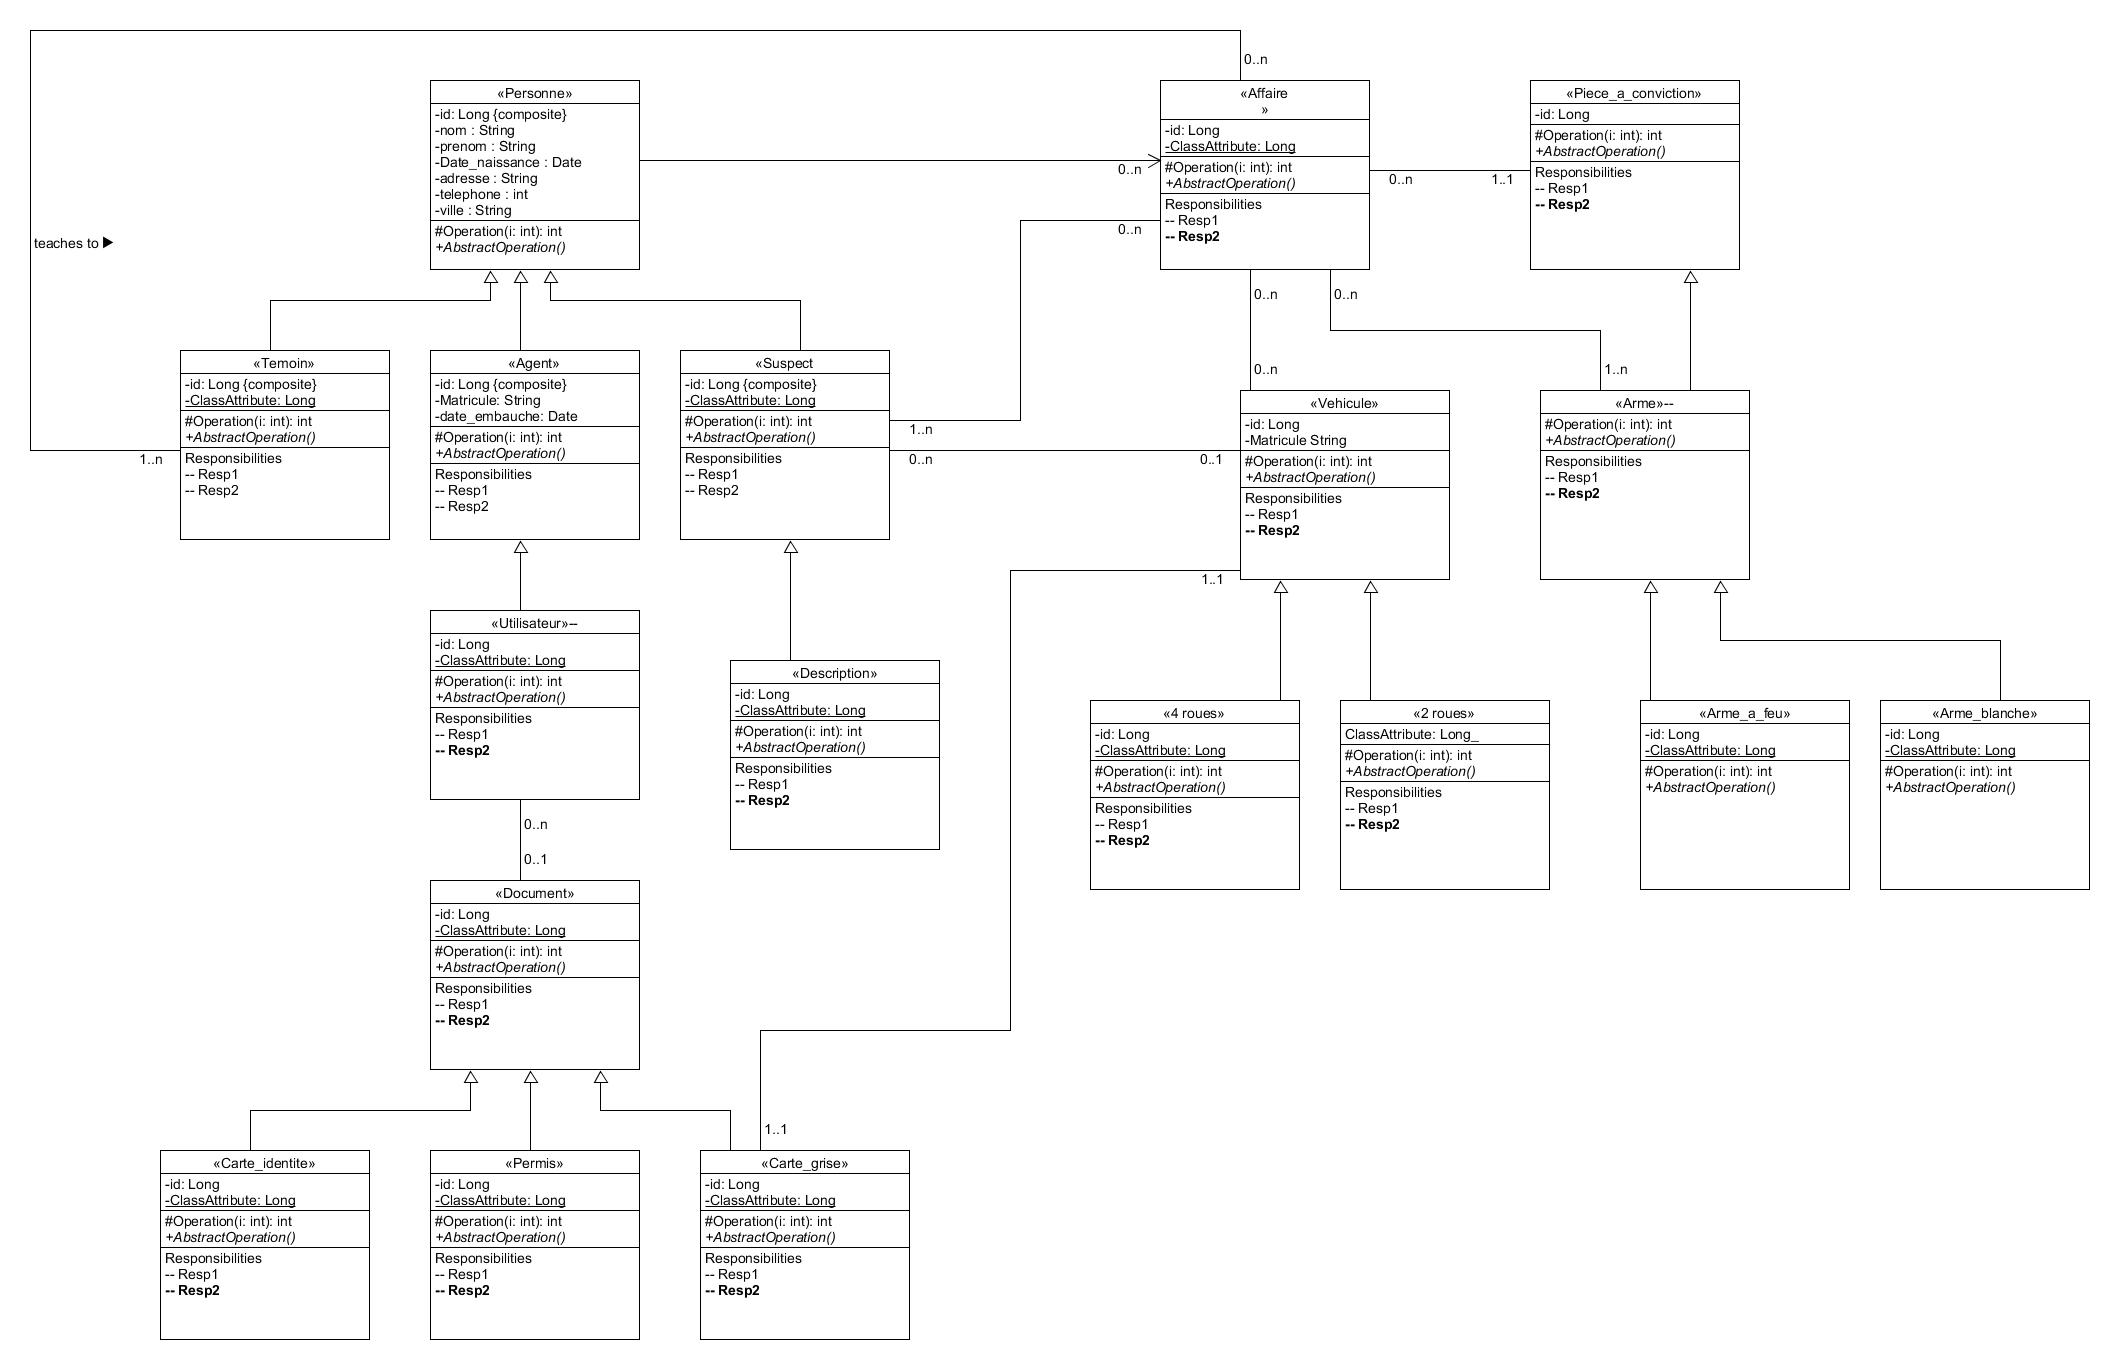 0..n
«Personne»
-id: Long {composite}
-nom : String
-prenom : String
-Date_naissance : Date
-adresse : String
-telephone : int
-ville : String
#Operation(i: int): int
+AbstractOperation()
0..n
«Affaire
»
-id: Long
-ClassAttribute: Long
#Operation(i: int): int
+AbstractOperation()
Responsibilities
-- Resp1
-- Resp2
0..n
1..1
«Piece_a_conviction»
-id: Long
#Operation(i: int): int
+AbstractOperation()
Responsibilities
-- Resp1
-- Resp2
0..n
teaches to ▶
0..n
0..n
0..n
1..n
«Temoin»
-id: Long {composite}
-ClassAttribute: Long
#Operation(i: int): int
+AbstractOperation()
Responsibilities
-- Resp1
-- Resp2
1..n
«Agent»
-id: Long {composite}
-Matricule: String
-date_embauche: Date
#Operation(i: int): int
+AbstractOperation()
Responsibilities
-- Resp1
-- Resp2
«Suspect
-id: Long {composite}
-ClassAttribute: Long
#Operation(i: int): int
+AbstractOperation()
Responsibilities
-- Resp1
-- Resp2
1..n
0..n
0..1
«Vehicule»
-id: Long
-Matricule String
#Operation(i: int): int
+AbstractOperation()
Responsibilities
-- Resp1
-- Resp2
1..1
«Arme»--
#Operation(i: int): int
+AbstractOperation()
Responsibilities
-- Resp1
-- Resp2
«Utilisateur»--
-id: Long
-ClassAttribute: Long
#Operation(i: int): int
+AbstractOperation()
Responsibilities
-- Resp1
-- Resp2
«Description»
-id: Long
-ClassAttribute: Long
#Operation(i: int): int
+AbstractOperation()
Responsibilities
-- Resp1
-- Resp2
«4 roues»
-id: Long
-ClassAttribute: Long
#Operation(i: int): int
+AbstractOperation()
Responsibilities
-- Resp1
-- Resp2
«2 roues»
ClassAttribute: Long_
#Operation(i: int): int
+AbstractOperation()
Responsibilities
-- Resp1
-- Resp2
«Arme_a_feu»
-id: Long
-ClassAttribute: Long
#Operation(i: int): int
+AbstractOperation()
«Arme_blanche»
-id: Long
-ClassAttribute: Long
#Operation(i: int): int
+AbstractOperation()
0..n
0..1
«Document»
-id: Long
-ClassAttribute: Long
#Operation(i: int): int
+AbstractOperation()
Responsibilities
-- Resp1
-- Resp2
1..1
«Carte_identite»
-id: Long
-ClassAttribute: Long
#Operation(i: int): int
+AbstractOperation()
Responsibilities
-- Resp1
-- Resp2
«Permis»
-id: Long
-ClassAttribute: Long
#Operation(i: int): int
+AbstractOperation()
Responsibilities
-- Resp1
-- Resp2
«Carte_grise»
-id: Long
-ClassAttribute: Long
#Operation(i: int): int
+AbstractOperation()
Responsibilities
-- Resp1
-- Resp2